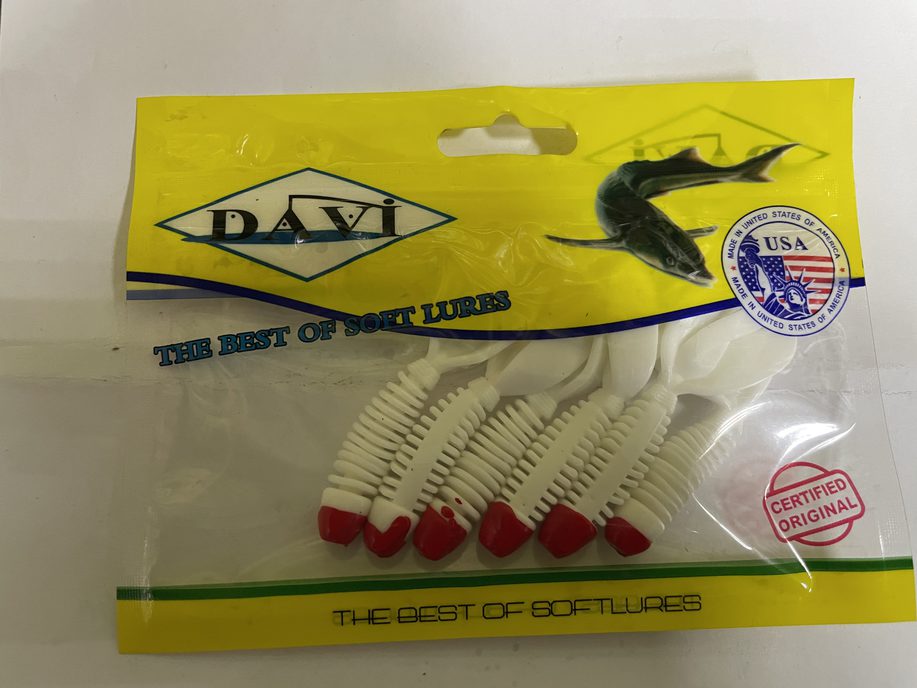 DAVİ
DAVİ
THE BEST OF SOFT LURES
MADE IN UNITED STATES OF AMERICA
USA
MADE IN UNITED STATES OF AMERICA
CERTIFIED
ORIGINAL
THE BEST OF SOFTLURES